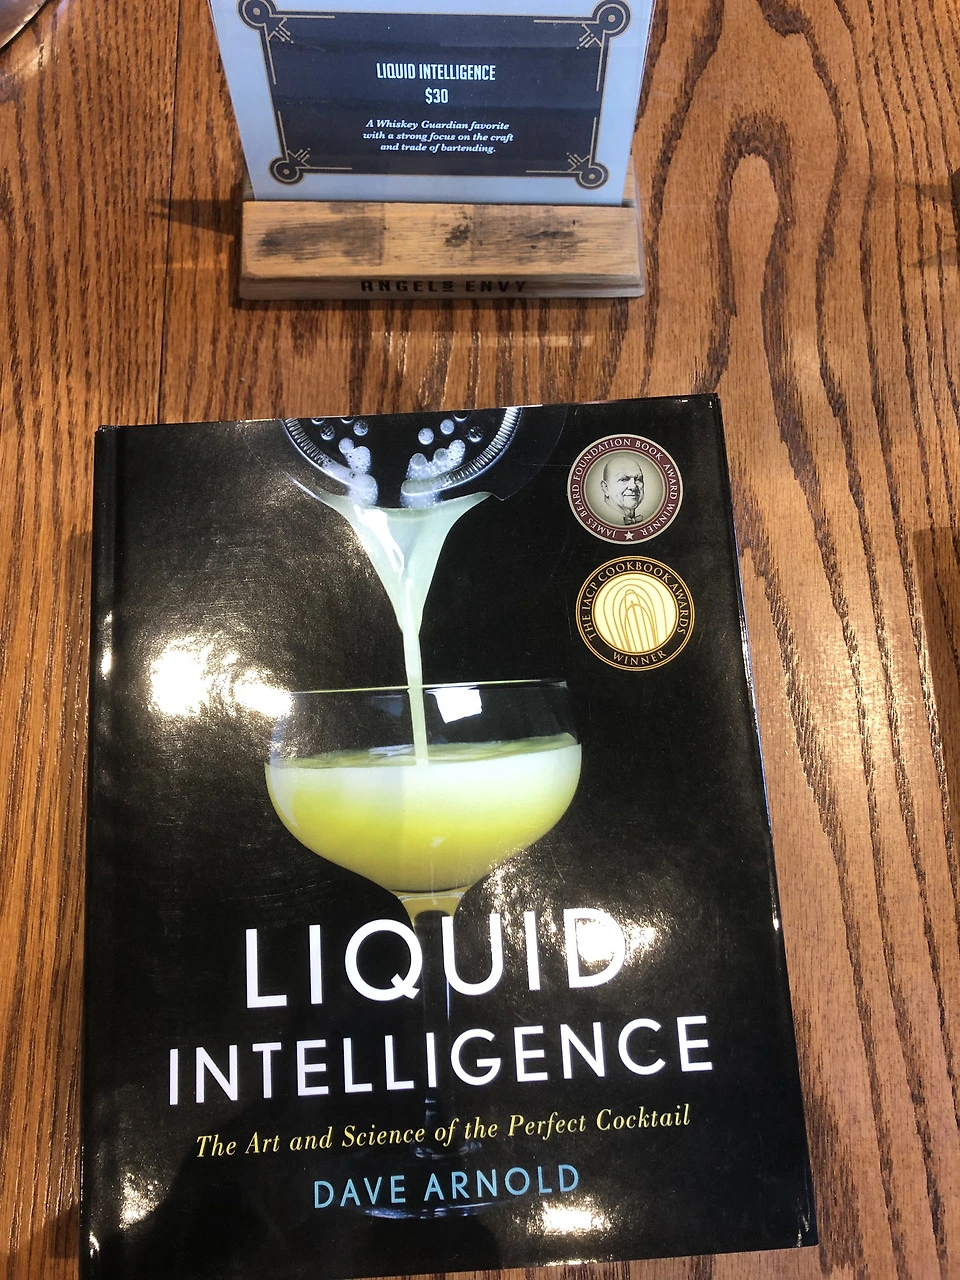 LIQUID INTELLIGENCE
$30
A Whiskey Guardian favorite
with a strong focus on the craft
and trade of bartending.
ANGEL'S ENVY
JAMES BEARD FOUNDATION BOOK AWARD WINNER
THE IACP COOKBOOK AWARDS
WINNER
LIQUID
INTELLIGENCE
The Art and Science of the Perfect Cocktail
DAVE ARNOLD